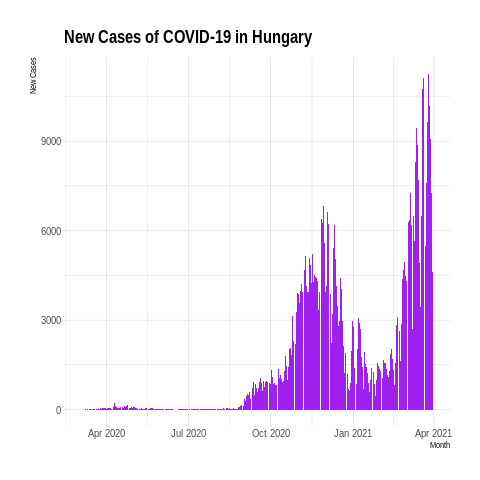 New Cases of COVID-19 in Hungary
New Cases
9000
6000
3000
0
Apr 2020 Jul 2020 Oct 2020 Jan 2021 Apr 2021
Month